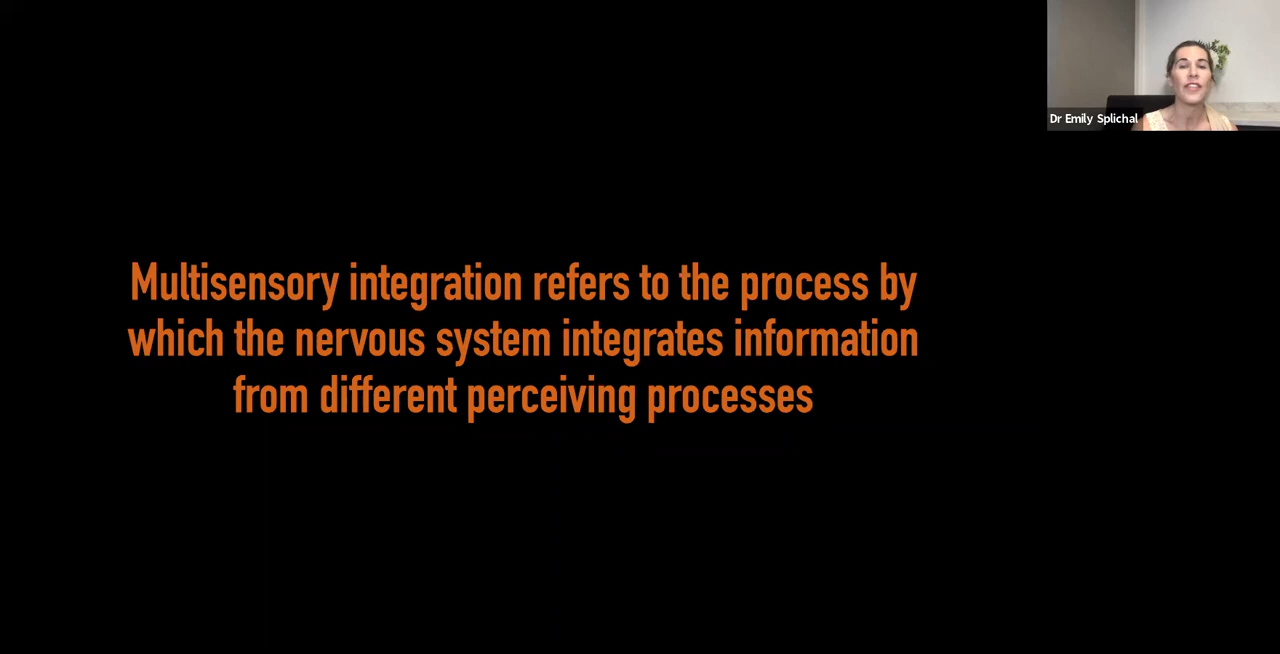 Dr Emily Splichal
Multisensory integration refers to the process by
which the nervous system integrates information
from different perceiving processes